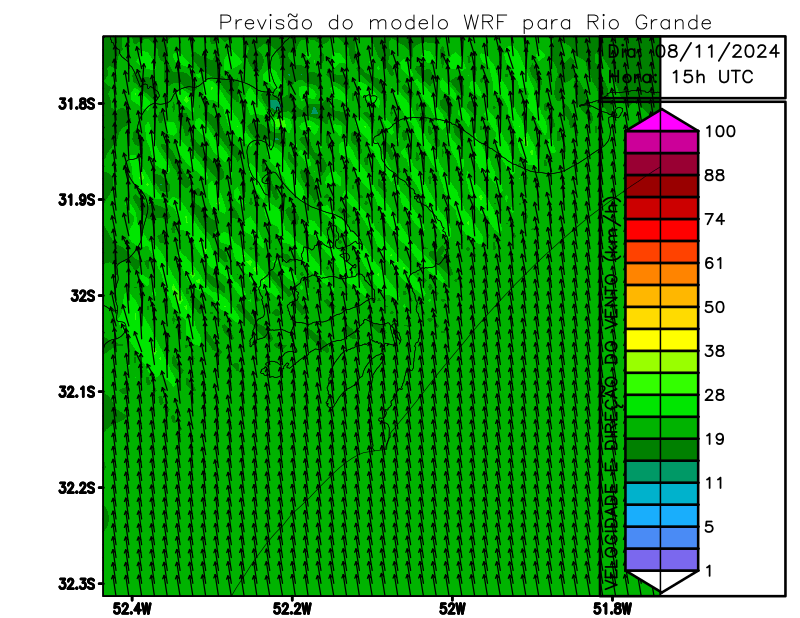 Previsão do modelo WRF para Rio Grande
Dia: 08/11/2024
Hora: 15h UTC
31.8S
31.9S
32S
32.1S
32.2S
32.3S
52.4W
52.2W
52W
51.8W
VELOCIDADE E DIREÇÃO DO VENTO (km/h)
100
88
74
61
50
38
28
19
11
5
1